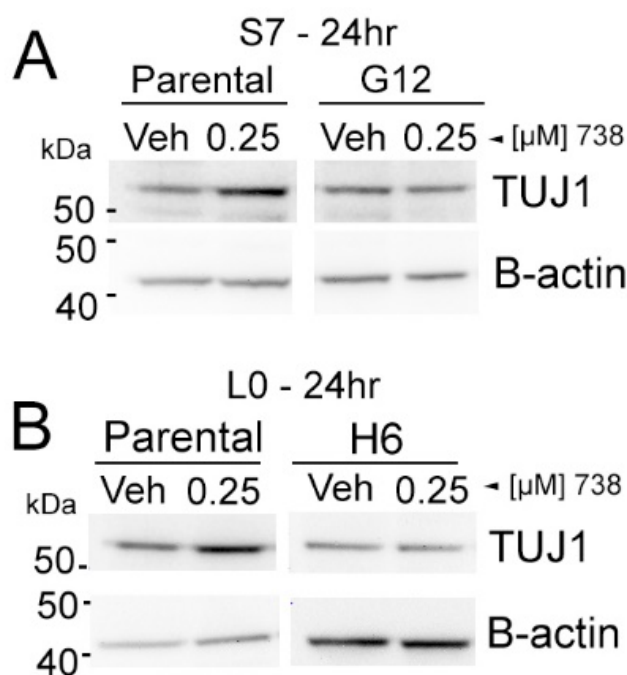 A
S7 - 24hr
Parental G12
Veh 0.25 Veh 0.25 ◄ [µM] 738
kDa
50 - TUJ1
50 -
40 - B-actin
B
L0 - 24hr
Parental H6
Veh 0.25 Veh 0.25 ◄ [µM] 738
kDa
50 - TUJ1
50 -
40 - B-actin